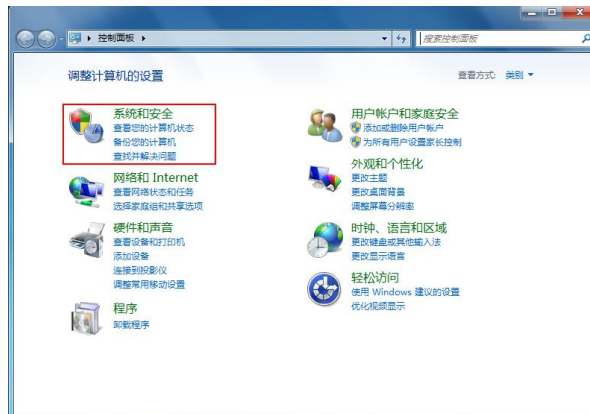 控制面板
搜索控制面板
调整计算机的设置
查看方式: 类别
系统和安全
查看您的计算机状态
备份您的计算机
查找并解决问题
网络和 Internet
查看网络状态和任务
选择家庭组和共享选项
硬件和声音
查看设备和打印机
添加设备
连接到投影仪
调整常用移动设置
程序
卸载程序
用户帐户和家庭安全
添加或删除用户帐户
为所有用户设置家长控制
外观和个性化
更改主题
更改桌面背景
调整屏幕分辨率
时钟、语言和区域
更改键盘或其他输入法
更改显示语言
轻松访问
使用 Windows 建议的设置
优化视频显示